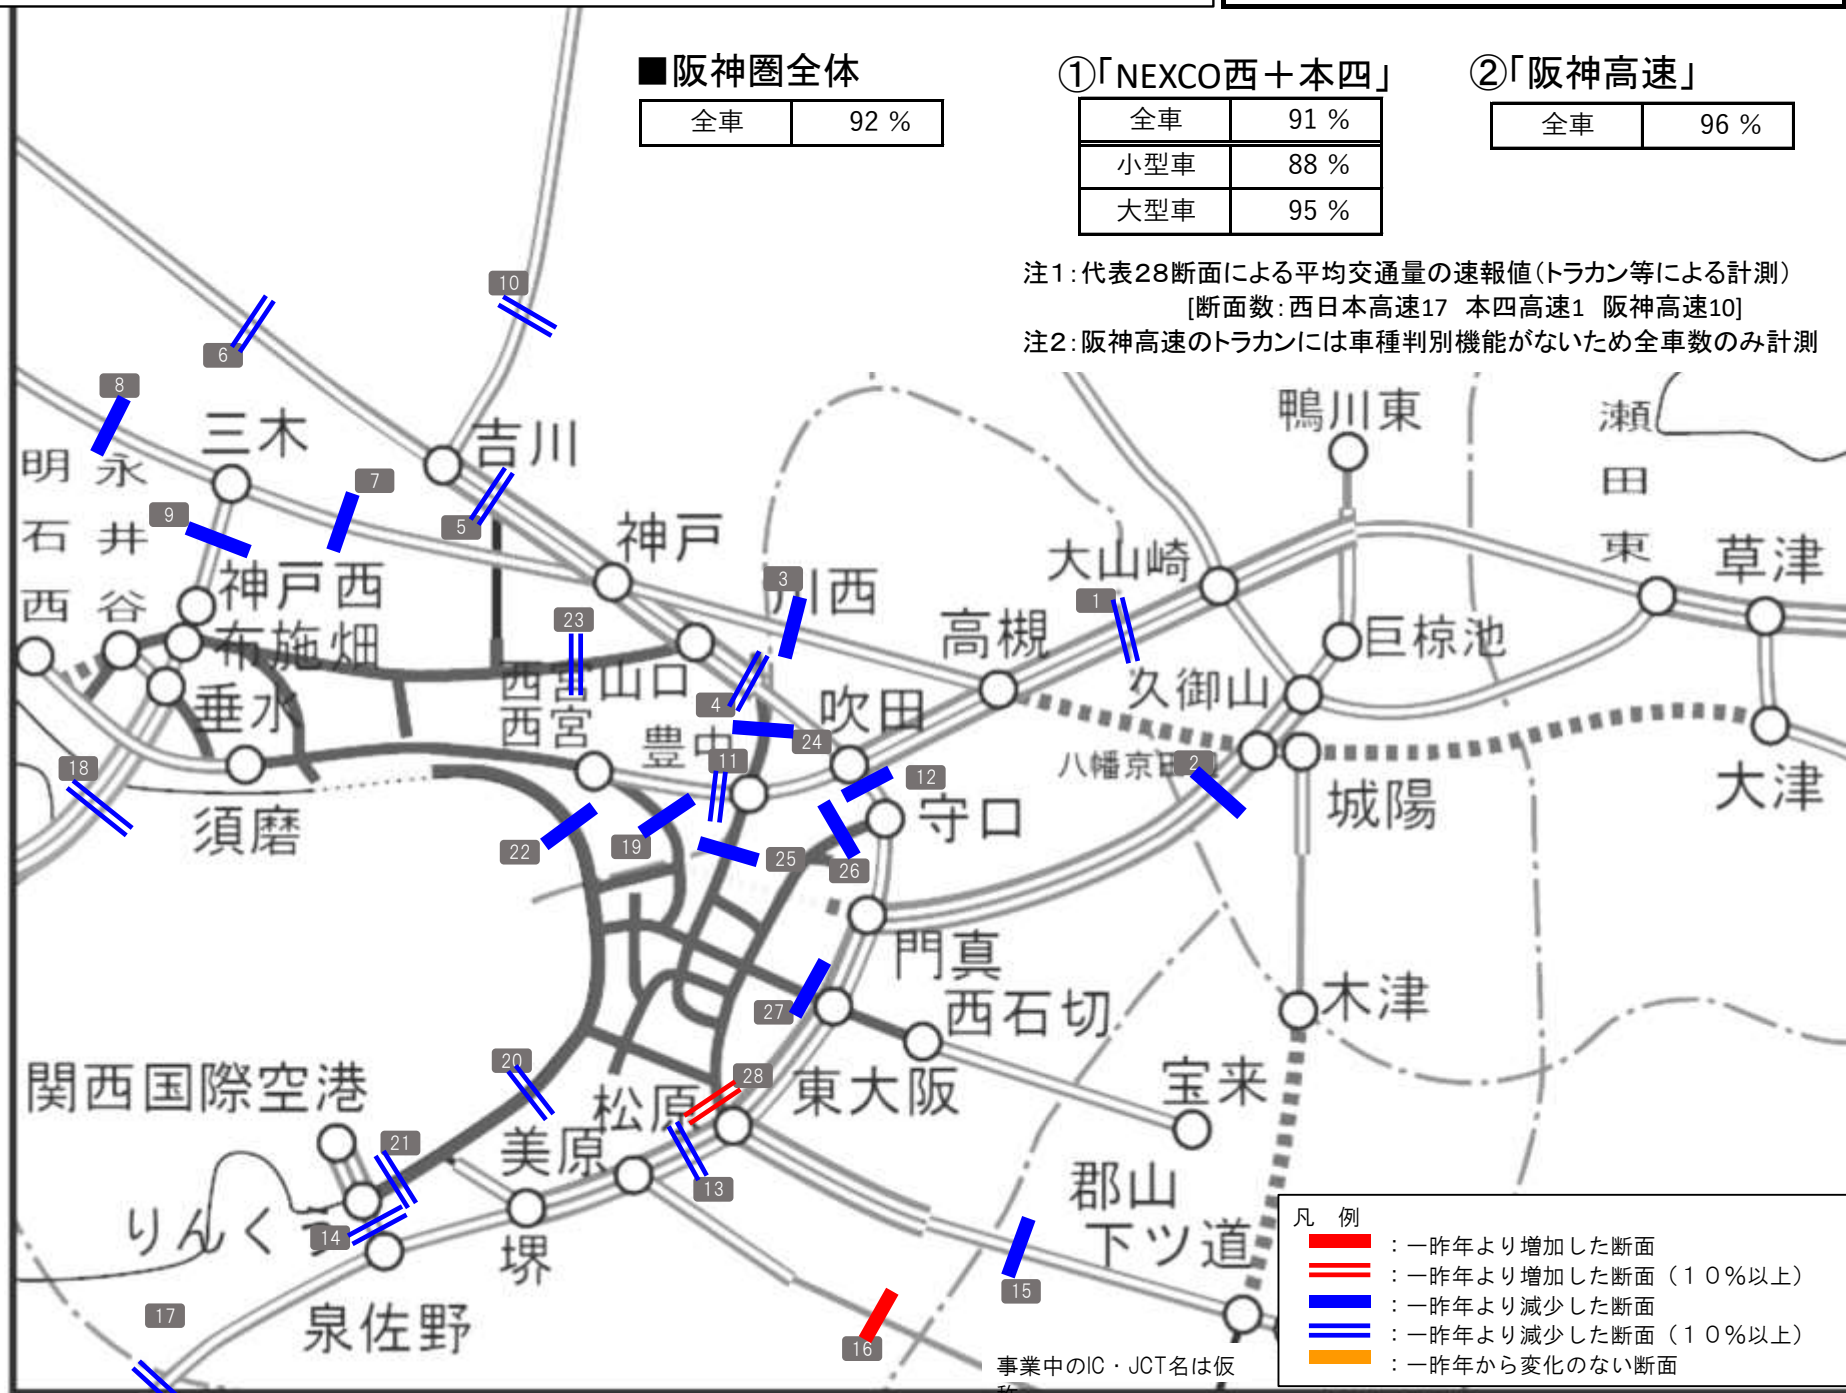 ■阪神圏全体
全車 92 %
①｢NEXCO西＋本四｣
全車 91 %
小型車 88 %
大型車 95 %
②｢阪神高速｣
全車 96 %
注１：代表２８断面による平均交通量の速報値（トラカン等による計測）
[断面数：西日本高速17 本四高速1 阪神高速10]
注２：阪神高速のトラカンには車種判別機能がないため全車数のみ計測
10
6
8
三木
吉川
鴨川東
瀬田東
明石西
永井谷
7
9
5
神戸
大山崎
草津
神戸西
3
川西
1
布施畑
23
高槻
巨椋池
西宮山口
久御山
垂水
4
吹田
西宮
豊中
24
八幡京田
2
18
11
12
大津
須磨
守口
城陽
22
19
25
26
門真
27
西石切
木津
20
関西国際空港
28
松原
東大阪
宝来
21
美原
13
郡山
りんくう
14
下ツ道
堺
15
17
泉佐野
16
事業中のIC・JCT名は仮
凡 例
：一昨年より増加した断面
：一昨年より増加した断面（１０％以上）
：一昨年より減少した断面
：一昨年より減少した断面（１０％以上）
：一昨年から変化のない断面